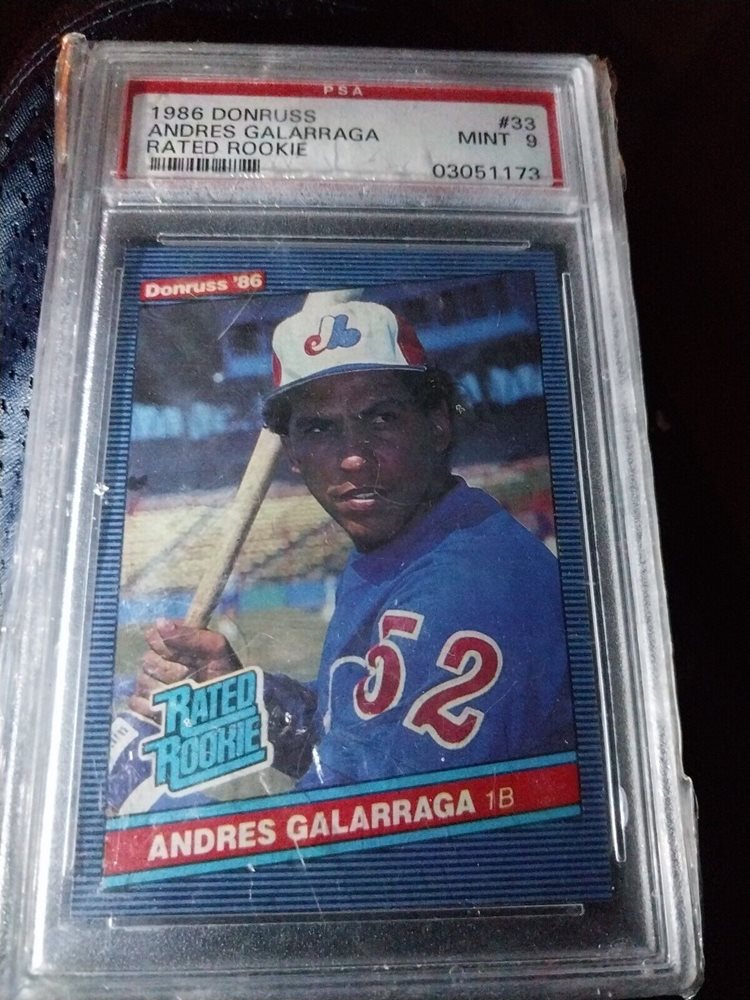 PSA
1986 DONRUSS #33
ANDRES GALARRAGA MINT 9
RATED ROOKIE
03051173
Donruss '86
52
RATED
ROOKIE
ANDRES GALARRAGA 1B